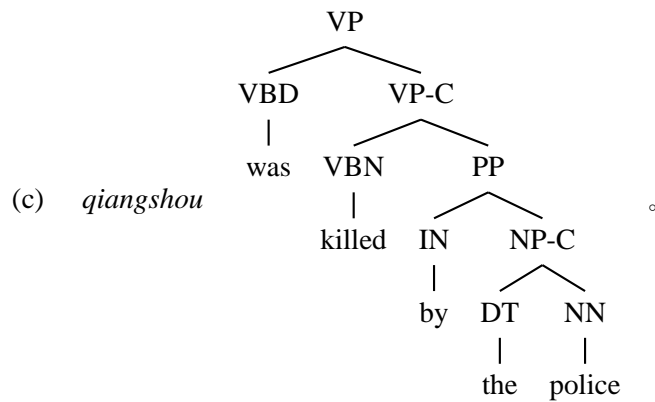 VP
VBD VP-C
was VBN PP
(c) qiangshou 。
killed IN NP-C
by DT NN
the police